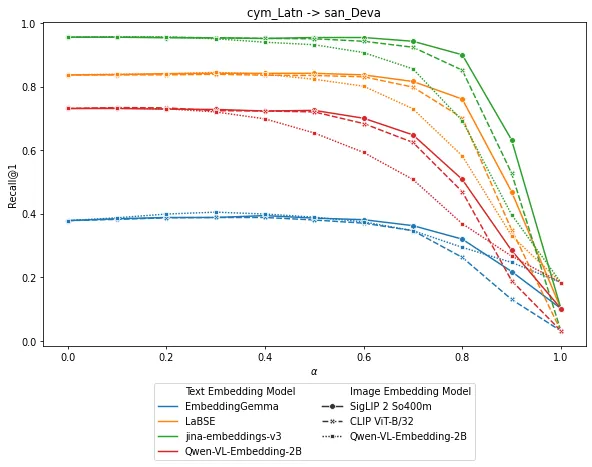 cym_Latn -> san_Deva
1.0
0.8
0.6
0.4
0.2
0.0
Recall@1
0.0 0.2 0.4 0.6 0.8 1.0
α
Text Embedding Model
EmbeddingGemma
LaBSE
jina-embeddings-v3
Qwen-VL-Embedding-2B
Image Embedding Model
SigLIP 2 So400m
CLIP ViT-B/32
Qwen-VL-Embedding-2B